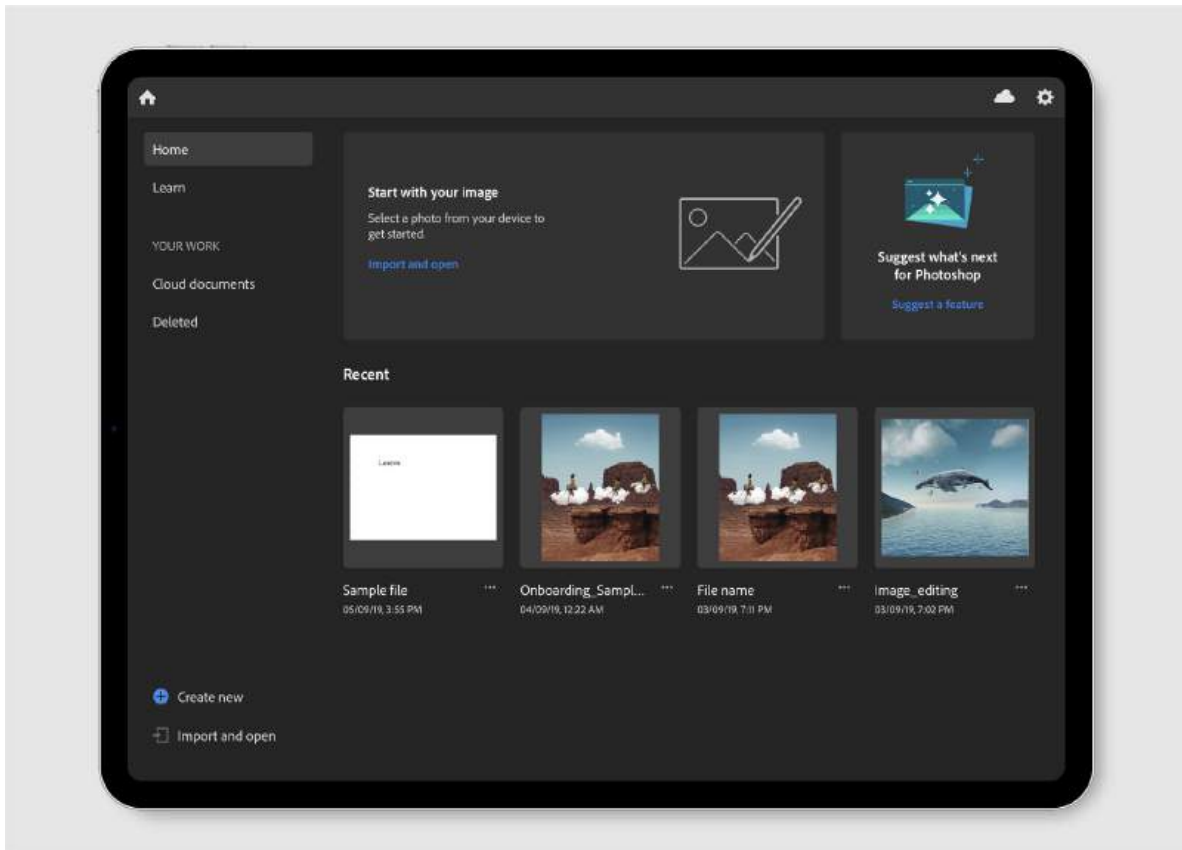 Home
Learn
YOUR WORK
Cloud documents
Deleted
Create new
Import and open
Start with your image
Select a photo from your device to
get started.
Import and open
Suggest what's next
for Photoshop
Suggest a feature
Recent
Sample file ...
05/09/19, 3:55 PM
Onboarding_Sampl... ...
04/09/19, 12:22 AM
File name ...
03/09/19, 7:11 PM
Image_editing ...
03/09/19, 7:02 PM